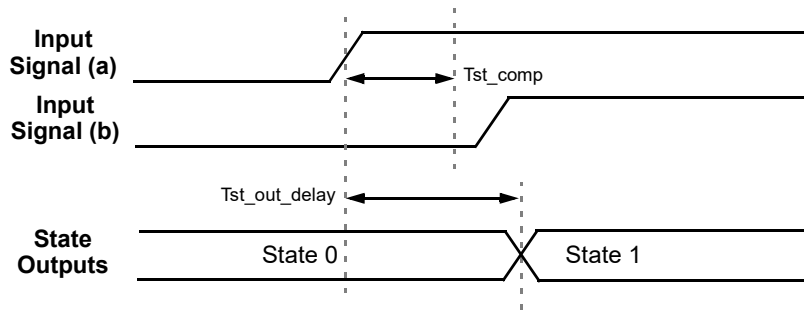 Input
Signal (a)
Tst_comp
Input
Signal (b)
Tst_out_delay
State
Outputs
State 0
State 1